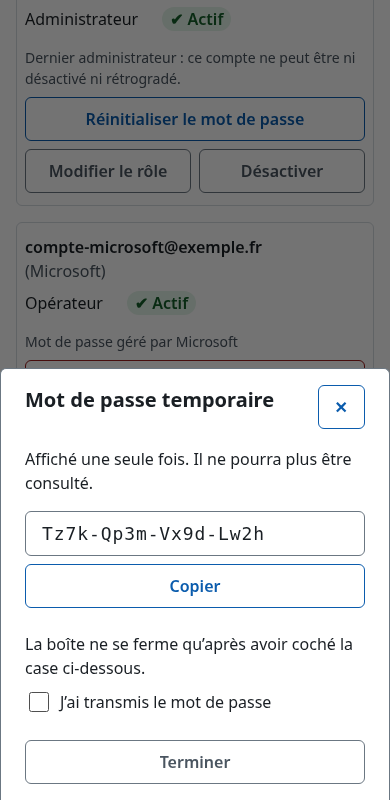 Administrateur ✔ Actif
Dernier administrateur : ce compte ne peut être ni
désactivé ni rétrogradé.
Réinitialiser le mot de passe
Modifier le rôle Désactiver
compte-microsoft@exemple.fr
(Microsoft)
Opérateur ✔ Actif
Mot de passe géré par Microsoft
Mot de passe temporaire ×
Affiché une seule fois. Il ne pourra plus être
consulté.
Tz7k-Qp3m-Vx9d-Lw2h
Copier
La boîte ne se ferme qu’après avoir coché la
case ci-dessous.
J’ai transmis le mot de passe
Terminer